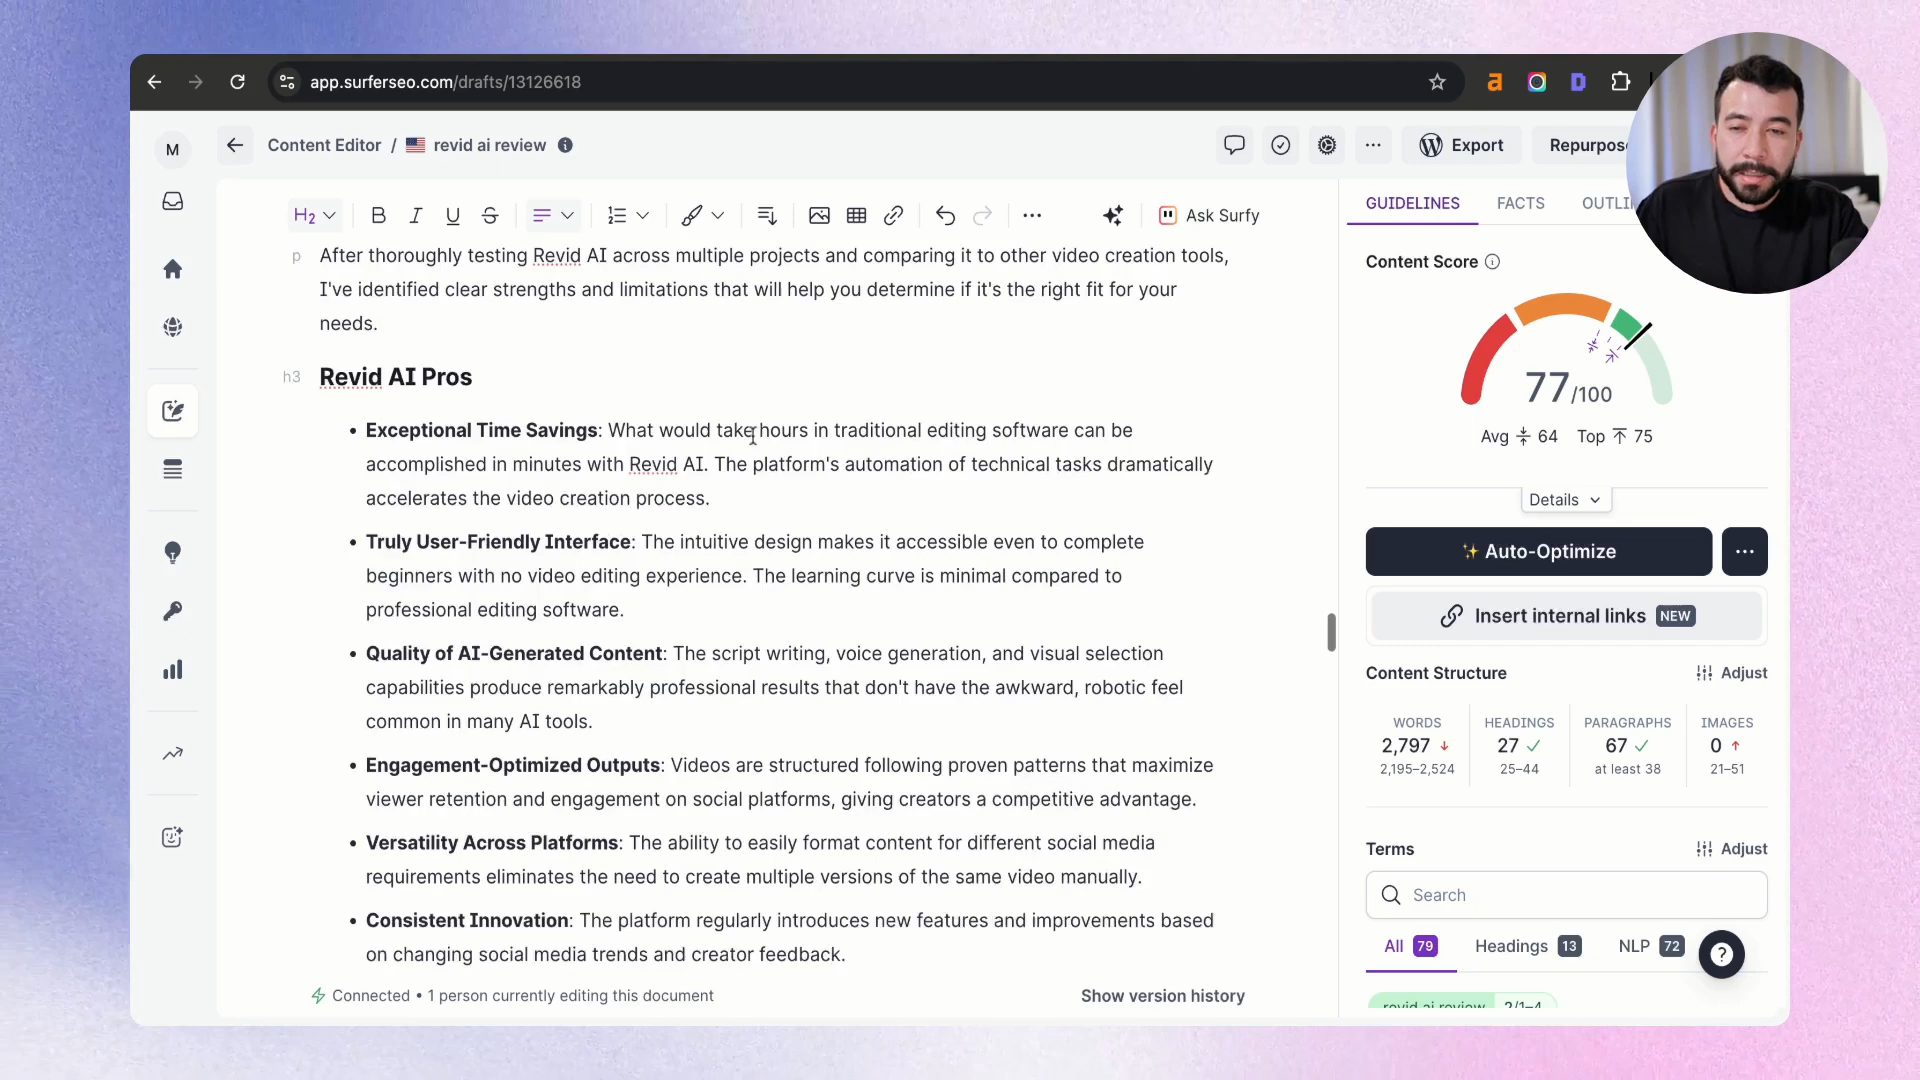 app.surferseo.com/drafts/13126618
M
Content Editor / revid ai review
Export
Repurpose
H2
Ask Surfy
p
After thoroughly testing Revid AI across multiple projects and comparing it to other video creation tools,
I've identified clear strengths and limitations that will help you determine if it's the right fit for your
needs.
h3
Revid AI Pros
• Exceptional Time Savings: What would take hours in traditional editing software can be
accomplished in minutes with Revid AI. The platform's automation of technical tasks dramatically
accelerates the video creation process.
• Truly User-Friendly Interface: The intuitive design makes it accessible even to complete
beginners with no video editing experience. The learning curve is minimal compared to
professional editing software.
• Quality of AI-Generated Content: The script writing, voice generation, and visual selection
capabilities produce remarkably professional results that don't have the awkward, robotic feel
common in many AI tools.
• Engagement-Optimized Outputs: Videos are structured following proven patterns that maximize
viewer retention and engagement on social platforms, giving creators a competitive advantage.
• Versatility Across Platforms: The ability to easily format content for different social media
requirements eliminates the need to create multiple versions of the same video manually.
• Consistent Innovation: The platform regularly introduces new features and improvements based
on changing social media trends and creator feedback.
Connected • 1 person currently editing this document
Show version history
GUIDELINES FACTS OUTLI
Content Score
77/100
Avg 64 Top 75
Details
Auto-Optimize
Insert internal links NEW
Content Structure Adjust
WORDS HEADINGS PARAGRAPHS IMAGES
2,797 ↓ 27 ✓ 67 ✓ 0 ↑
2,195–2,524 25–44 at least 38 21–51
Terms Adjust
Search
All 79 Headings 13 NLP 72
?
revid ai review 2/1–4